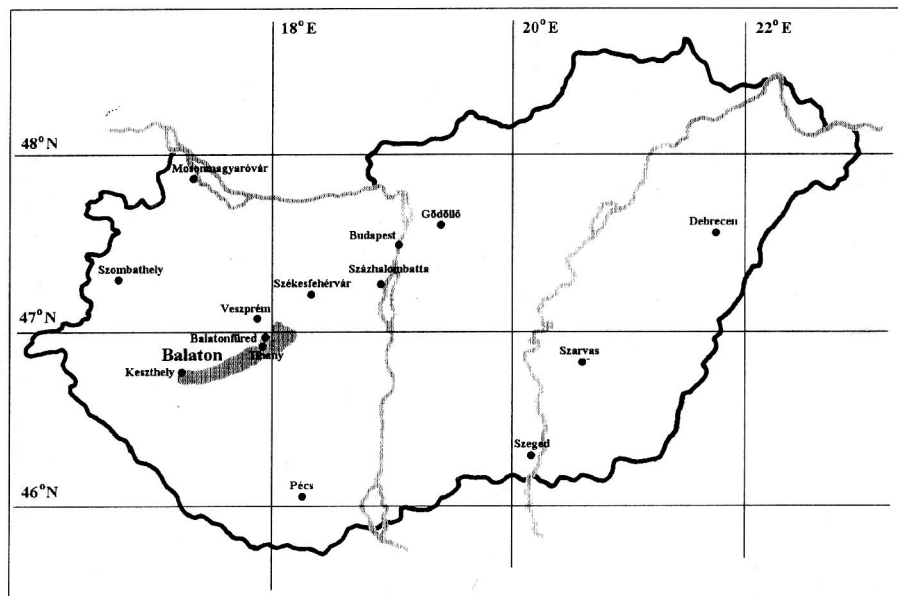 18°E
20°E
22°E
48°N
Mosonmagyaróvár
Gödöllő
Debrecen
Budapest
Szombathely
Százhalombatta
Székesfehérvár
Veszprém
47°N
Balatonfüred
Tihany
Balaton
Szarvas
Keszthely
Szeged
Pécs
46°N